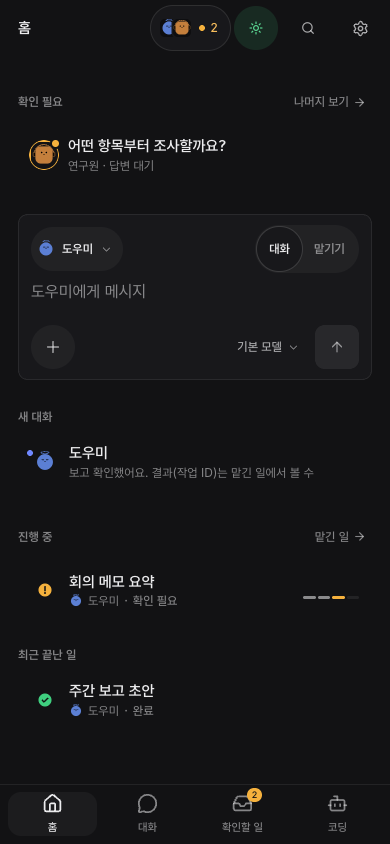 홈
2
확인 필요
나머지 보기 →
어떤 항목부터 조사할까요?
연구원 · 답변 대기
도우미
대화
맡기기
도우미에게 메시지
기본 모델
새 대화
도우미
보고 확인했어요. 결과(작업 ID)는 맡긴 일에서 볼 수
진행 중
맡긴 일 →
회의 메모 요약
도우미 · 확인 필요
최근 끝난 일
주간 보고 초안
도우미 · 완료
2
홈
대화
확인할 일
코딩